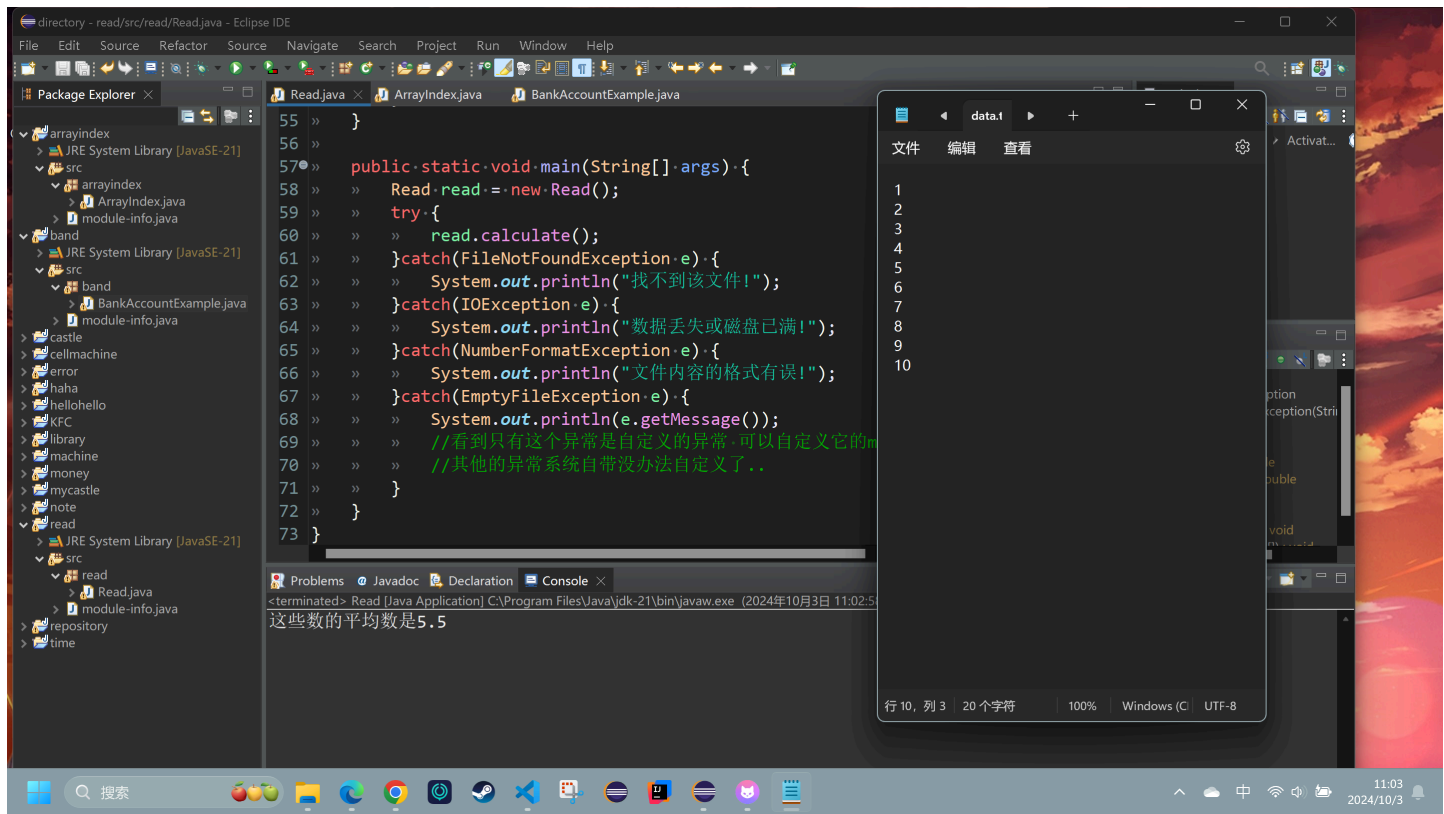 directory - read/src/read/Read.java - Eclipse IDE
File Edit Source Refactor Source Navigate Search Project Run Window Help
Package Explorer
arrayindex
JRE System Library [JavaSE-21]
src
arrayindex
ArrayIndex.java
module-info.java
band
JRE System Library [JavaSE-21]
src
band
BankAccountExample.java
module-info.java
castle
cellmachine
error
haha
hellohello
KFC
library
machine
money
mycastle
note
read
JRE System Library [JavaSE-21]
src
read
Read.java
module-info.java
repository
time
Read.java ArrayIndex.java BankAccountExample.java
55 }
56
57 public static void main(String[] args) {
58 Read read = new Read();
59 try {
60 read.calculate();
61 }catch(FileNotFoundException e) {
62 System.out.println("找不到该文件!");
63 }catch(IOException e) {
64 System.out.println("数据丢失或磁盘已满!");
65 }catch(NumberFormatException e) {
66 System.out.println("文件内容的格式有误!");
67 }catch(EmptyFileException e) {
68 System.out.println(e.getMessage());
69 //看到只有这个异常是自定义的异常 可以自定义它的m
70 //其他的异常系统自带没办法自定义了..
71 }
72 }
73 }
Problems Javadoc Declaration Console
<terminated> Read [Java Application] C:\Program Files\Java\jdk-21\bin\javaw.exe (2024年10月3日 11:02:58
这些数的平均数是5.5
data.t
文件 编辑 查看
1
2
3
4
5
6
7
8
9
10
行 10，列 3 20 个字符 100% Windows (C UTF-8
Activat...
ption
xception(Strin
le
ouble
void
搜索
中
11:03
2024/10/3